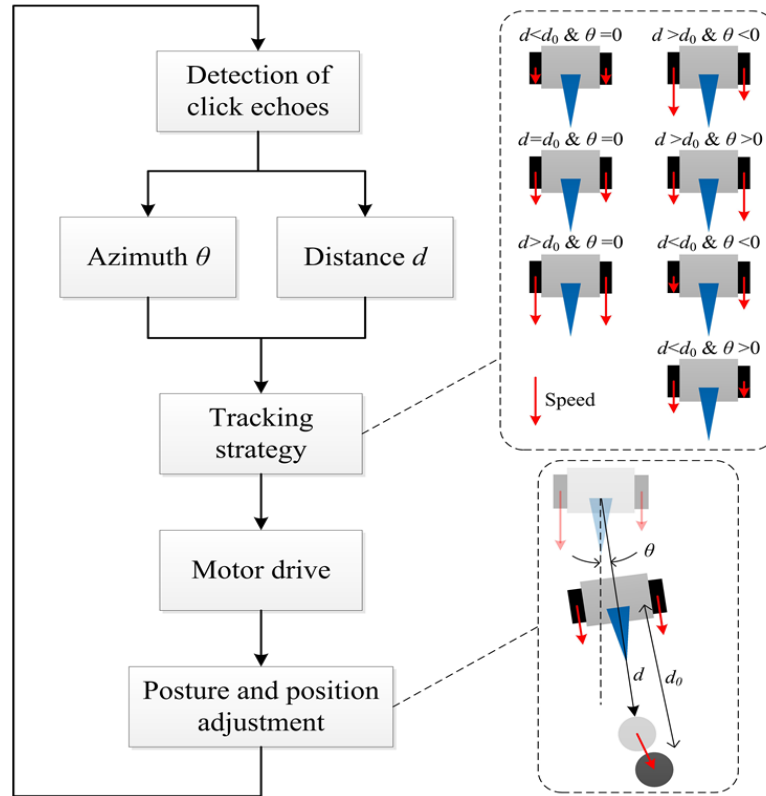 Detection of
click echoes
Azimuth θ
Distance d
Tracking
strategy
Motor drive
Posture and position
adjustment
d<d₀ & θ=0
d>d₀ & θ<0
d=d₀ & θ=0
d>d₀ & θ>0
d>d₀ & θ=0
d<d₀ & θ<0
d<d₀ & θ>0
Speed
θ
d
d₀